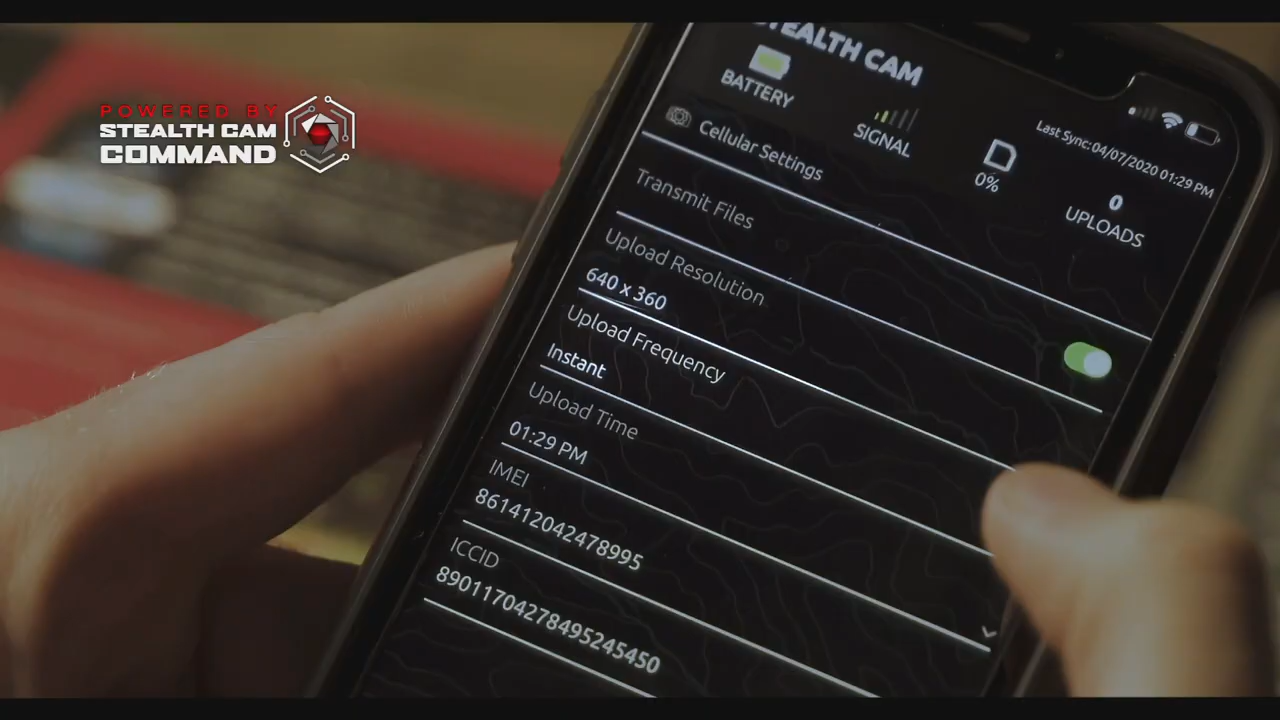 POWERED BY
STEALTH CAM
COMMAND
STEALTH CAM
BATTERY
SIGNAL
0%
0
UPLOADS
Last Sync: 04/07/2020 01:29 PM
Cellular Settings
Transmit Files
Upload Resolution
640 x 360
Upload Frequency
Instant
Upload Time
01:29 PM
IMEI
861412042478995
ICCID
89011704278495245450